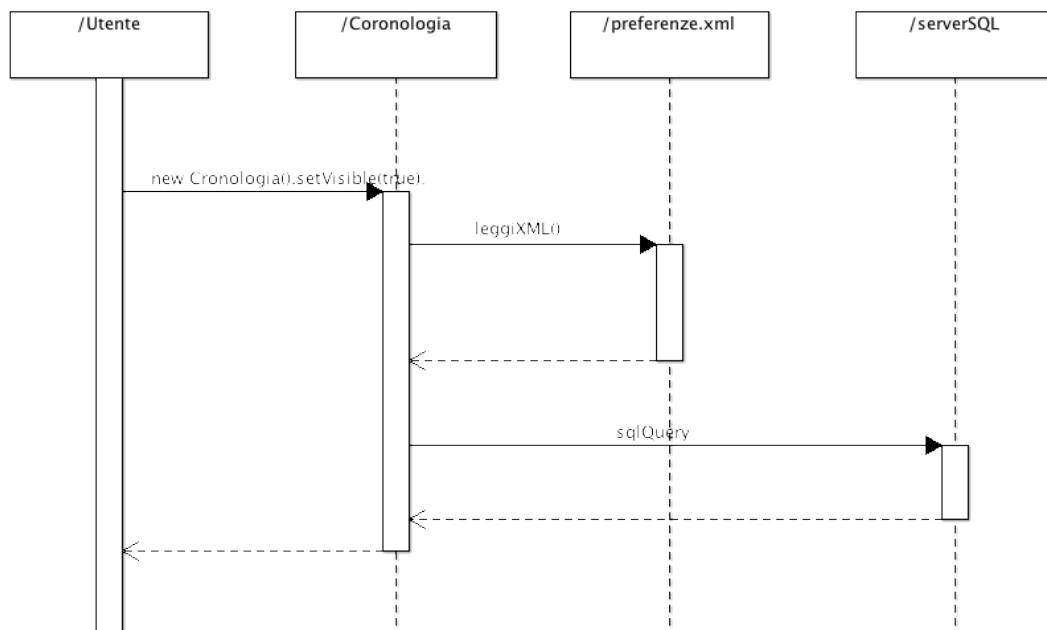 /Utente
/Coronologia
/preferenze.xml
/serverSQL
new Cronologia().setVisible(true);
leggiXML()
sqlQuery